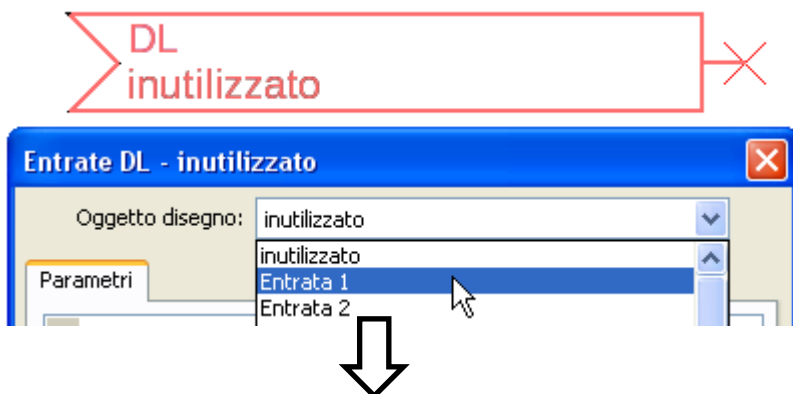 DL
inutilizzato
Entrate DL - inutilizzato
Oggetto disegno: inutilizzato
inutilizzato
Parametri
Entrata 1
Entrata 2